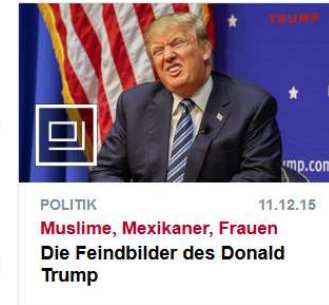 TRUMP
mp.com
POLITIK 11.12.15
Muslime, Mexikaner, Frauen
Die Feindbilder des Donald
Trump